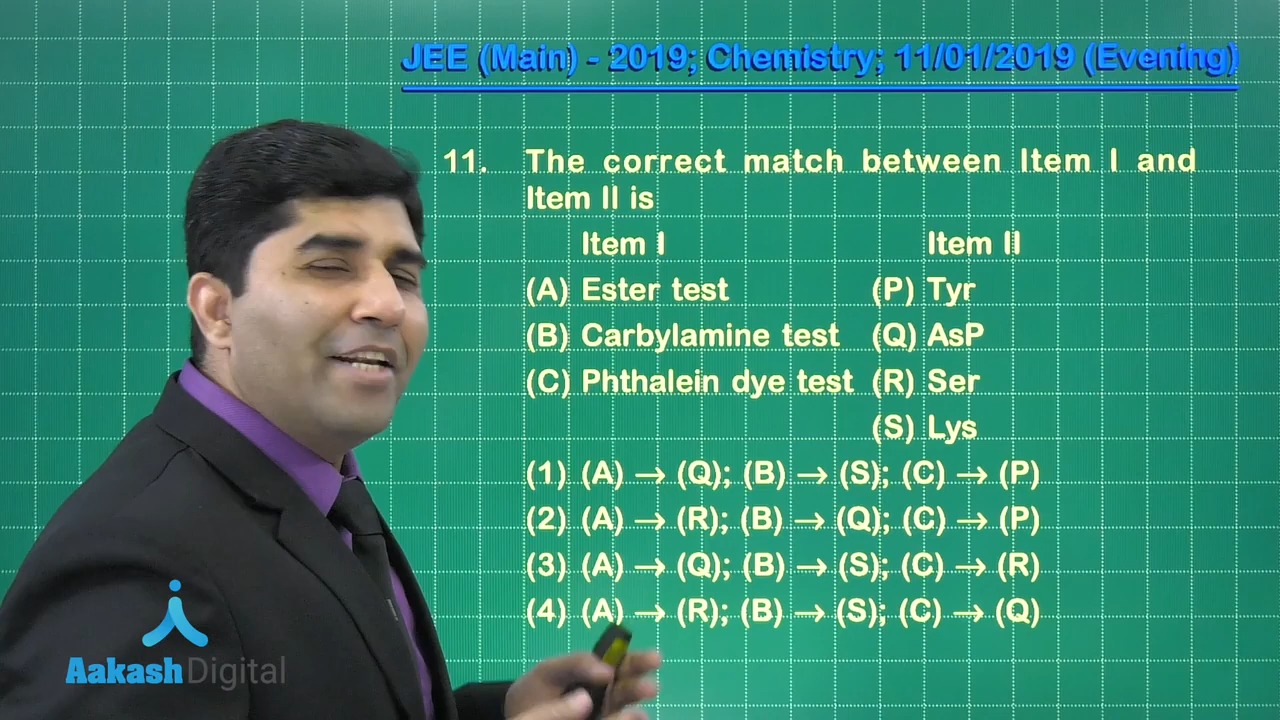 JEE (Main) - 2019; Chemistry; 11/01/2019 (Evening)
11. The correct match between Item I and
Item II is
Item I Item II
(A) Ester test (P) Tyr
(B) Carbylamine test (Q) AsP
(C) Phthalein dye test (R) Ser
(S) Lys
(1) (A) → (Q); (B) → (S); (C) → (P)
(2) (A) → (R); (B) → (Q); (C) → (P)
(3) (A) → (Q); (B) → (S); (C) → (R)
(4) (A) → (R); (B) → (S); (C) → (Q)
Aakash Digital